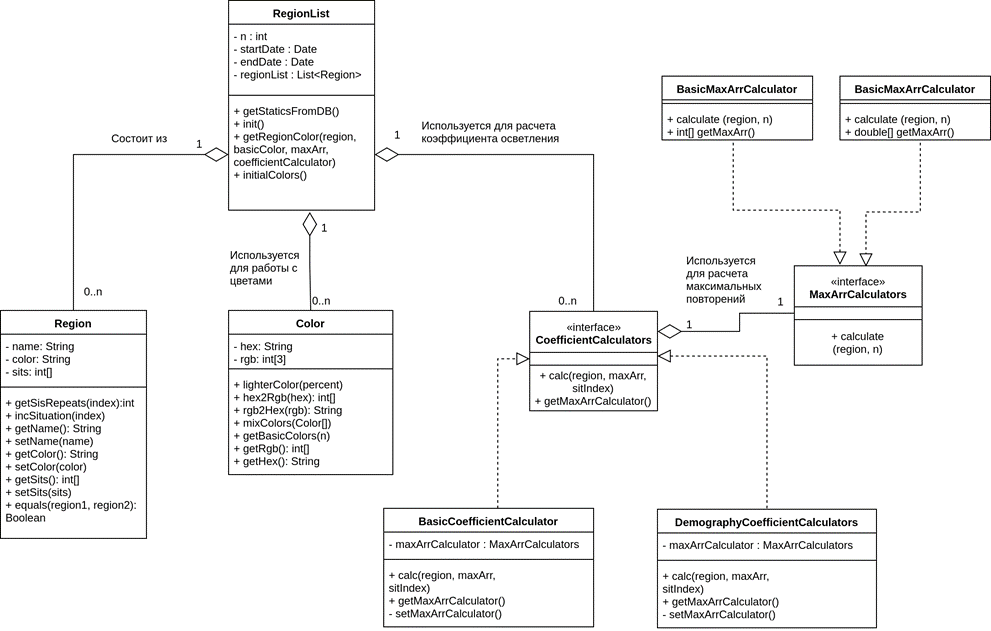 RegionList
- n : int
- startDate : Date
- endDate : Date
- regionList : List<Region>
+ getStaticsFromDB()
+ init()
+ getRegionColor(region,
basicColor, maxArr,
coefficientCalculator)
+ initialColors()
Состоит из
1
0..n
1
Используется для расчета
коэффициента осветления
0..n
1
Используется
для работы с
цветами
0..n
BasicMaxArrCalculator
+ calculate (region, n)
+ int[] getMaxArr()
BasicMaxArrCalculator
+ calculate (region, n)
+ double[] getMaxArr()
Используется
для расчета
максимальных
повторений
1
1
«interface»
MaxArrCalculators
+ calculate
(region, n)
Region
- name: String
- color: String
- sits: int[]
+ getSisRepeats(index):int
+ incSituation(index)
+ getName(): String
+ setName(name)
+ getColor(): String
+ setColor(color)
+ getSits(): int[]
+ setSits(sits)
+ equals(region1, region2):
Boolean
Color
- hex: String
- rgb: int[3]
+ lighterColor(percent)
+ hex2Rgb(hex): int[]
+ rgb2Hex(rgb): String
+ mixColors(Color[])
+ getBasicColors(n)
+ getRgb(): int[]
+ getHex(): String
«interface»
CoefficientCalculators
+ calc(region, maxArr,
sitIndex)
+ getMaxArrCalculator()
BasicCoefficientCalculator
- maxArrCalculator : MaxArrCalculators
+ calc(region, maxArr,
sitIndex)
+ getMaxArrCalculator()
- setMaxArrCalculator()
DemographyCoefficientCalculators
- maxArrCalculator : MaxArrCalculators
+ calc(region, maxArr,
sitIndex)
+ getMaxArrCalculator()
- setMaxArrCalculator()